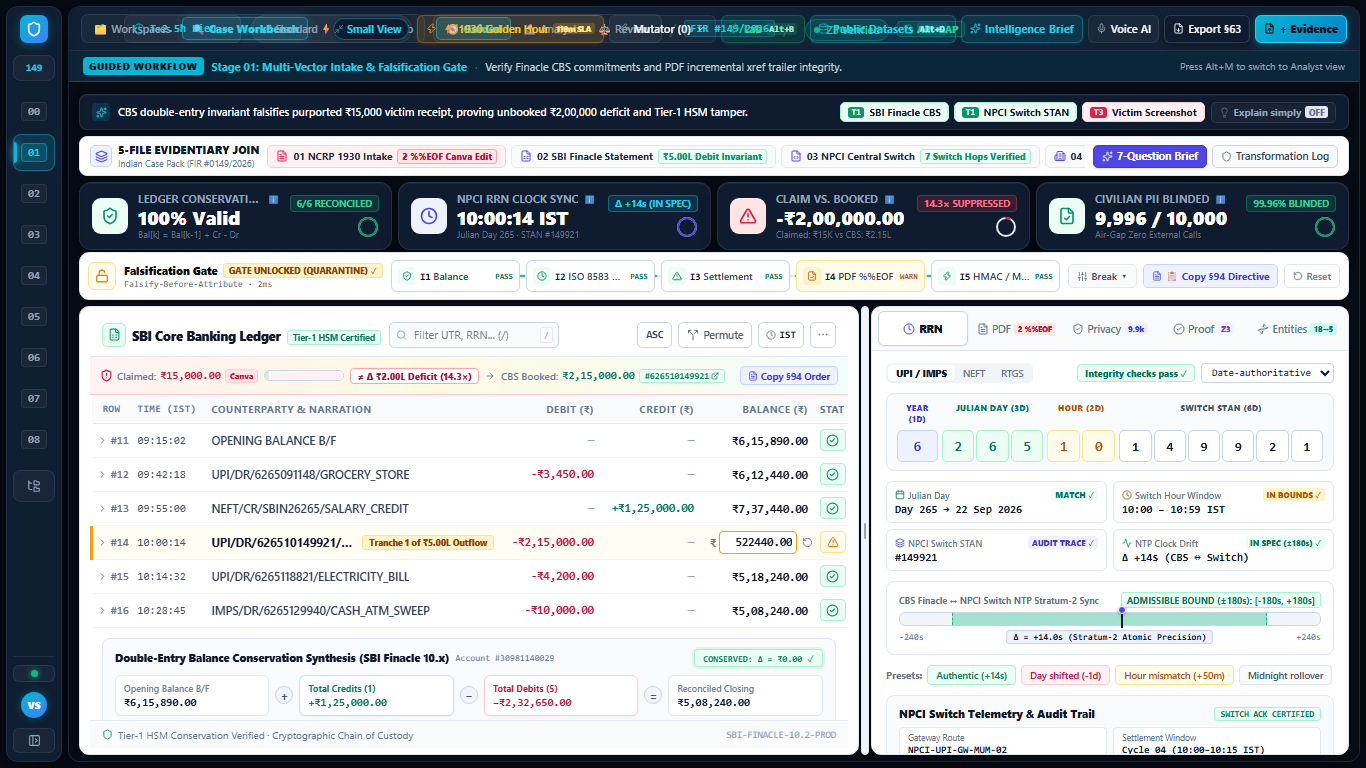 Case Workbench
Small View
1930 Golden Hour
Mutator (0)
Alt+B
Public Datasets
Alt+D
Intelligence Brief
Voice AI
Export §63
+ Evidence
149
GUIDED WORKFLOW
Stage 01: Multi-Vector Intake & Falsification Gate · Verify Finacle CBS commitments and PDF incremental xref trailer integrity.
Press Alt+M to switch to Analyst view
00
01
02
03
04
05
06
07
08
VS
CBS double-entry invariant falsifies purported ₹15,000 victim receipt, proving unbooked ₹2,00,000 deficit and Tier-1 HSM tamper.
T1 SBI Finacle CBS
T1 NPCI Switch STAN
T3 Victim Screenshot
Explain simply OFF
5-FILE EVIDENTIARY JOIN
Indian Case Pack (FIR #0149/2026)
01 NCRP 1930 Intake 2 %%EOF Canva Edit
02 SBI Finacle Statement ₹5.00L Debit Invariant
03 NPCI Central Switch 7 Switch Hops Verified
04
7-Question Brief
Transformation Log
LEDGER CONSERVATI...
6/6 RECONCILED
100% Valid
Bal[k] = Bal[k-1] + Cr - Dr
NPCI RRN CLOCK SYNC
Δ +14s (IN SPEC)
10:00:14 IST
Julian Day 265 · STAN #149921
CLAIM VS. BOOKED
14.3× SUPPRESSED
-₹2,00,000.00
Claimed: ₹15K vs CBS: ₹2.15L
CIVILIAN PII BLINDED
99.96% BLINDED
9,996 / 10,000
Air-Gap Zero External Calls
Falsification Gate GATE UNLOCKED (QUARANTINE) ✓
Falsify-Before-Attribute · 2ms
I1 Balance PASS
I2 ISO 8583 ... PASS
I3 Settlement PASS
I4 PDF %%EOF WARN
I5 HMAC / M... PASS
Break
Copy §94 Directive
Reset
SBI Core Banking Ledger Tier-1 HSM Certified
Filter UTR, RRN... (/) /
ASC
Permute
IST
...
Claimed: ₹15,000.00 Canva
≠ Δ ₹2.00L Deficit (14.3×)
→ CBS Booked: ₹2,15,000.00 #626510149921
Copy §94 Order
ROW TIME (IST) COUNTERPARTY & NARRATION DEBIT (₹) CREDIT (₹) BALANCE (₹) STAT
#11 09:15:02 OPENING BALANCE B/F — — ₹6,15,890.00
#12 09:42:18 UPI/DR/6265091148/GROCERY_STORE -₹3,450.00 — ₹6,12,440.00
#13 09:55:00 NEFT/CR/SBIN26265/SALARY_CREDIT — +₹1,25,000.00 ₹7,37,440.00
#14 10:00:14 UPI/DR/626510149921/... Tranche 1 of ₹5.00L Outflow -₹2,15,000.00 — ₹ 522440.00
#15 10:14:32 UPI/DR/6265118821/ELECTRICITY_BILL -₹4,200.00 — ₹5,18,240.00
#16 10:28:45 IMPS/DR/6265129940/CASH_ATM_SWEEP -₹10,000.00 — ₹5,08,240.00
Double-Entry Balance Conservation Synthesis (SBI Finacle 10.x) Account #30981140029
CONSERVED: Δ = ₹0.00 ✓
Opening Balance B/F
₹6,15,890.00
+
Total Credits (1)
+₹1,25,000.00
−
Total Debits (5)
-₹2,32,650.00
=
Reconciled Closing
₹5,08,240.00
Tier-1 HSM Conservation Verified · Cryptographic Chain of Custody
SBI-FINACLE-10.2-PROD
RRN
PDF 2 %%EOF
Privacy 9.9k
Proof Z3
Entities 18→5
UPI / IMPS NEFT RTGS
Integrity checks pass ✓
Date-authoritative
YEAR (1D)
JULIAN DAY (3D)
HOUR (2D)
SWITCH STAN (6D)
6 2 6 5 1 0 1 4 9 9 2 1
Julian Day MATCH ✓
Day 265 → 22 Sep 2026
Switch Hour Window IN BOUNDS ✓
10:00 – 10:59 IST
NPCI Switch STAN AUDIT TRACE ✓
#149921
NTP Clock Drift IN SPEC (±180s) ✓
Δ +14s (CBS ↔ Switch)
CBS Finacle ↔ NPCI Switch NTP Stratum-2 Sync
ADMISSIBLE BOUND (±180s): [-180s, +180s]
-240s
Δ = +14.0s (Stratum-2 Atomic Precision)
+240s
Presets: Authentic (+14s) Day shifted (-1d) Hour mismatch (+50m) Midnight rollover
NPCI Switch Telemetry & Audit Trail
SWITCH ACK CERTIFIED
Gateway Route
NPCI-UPI-GW-MUM-02
Settlement Window
Cycle 04 (10:00–10:15 IST)